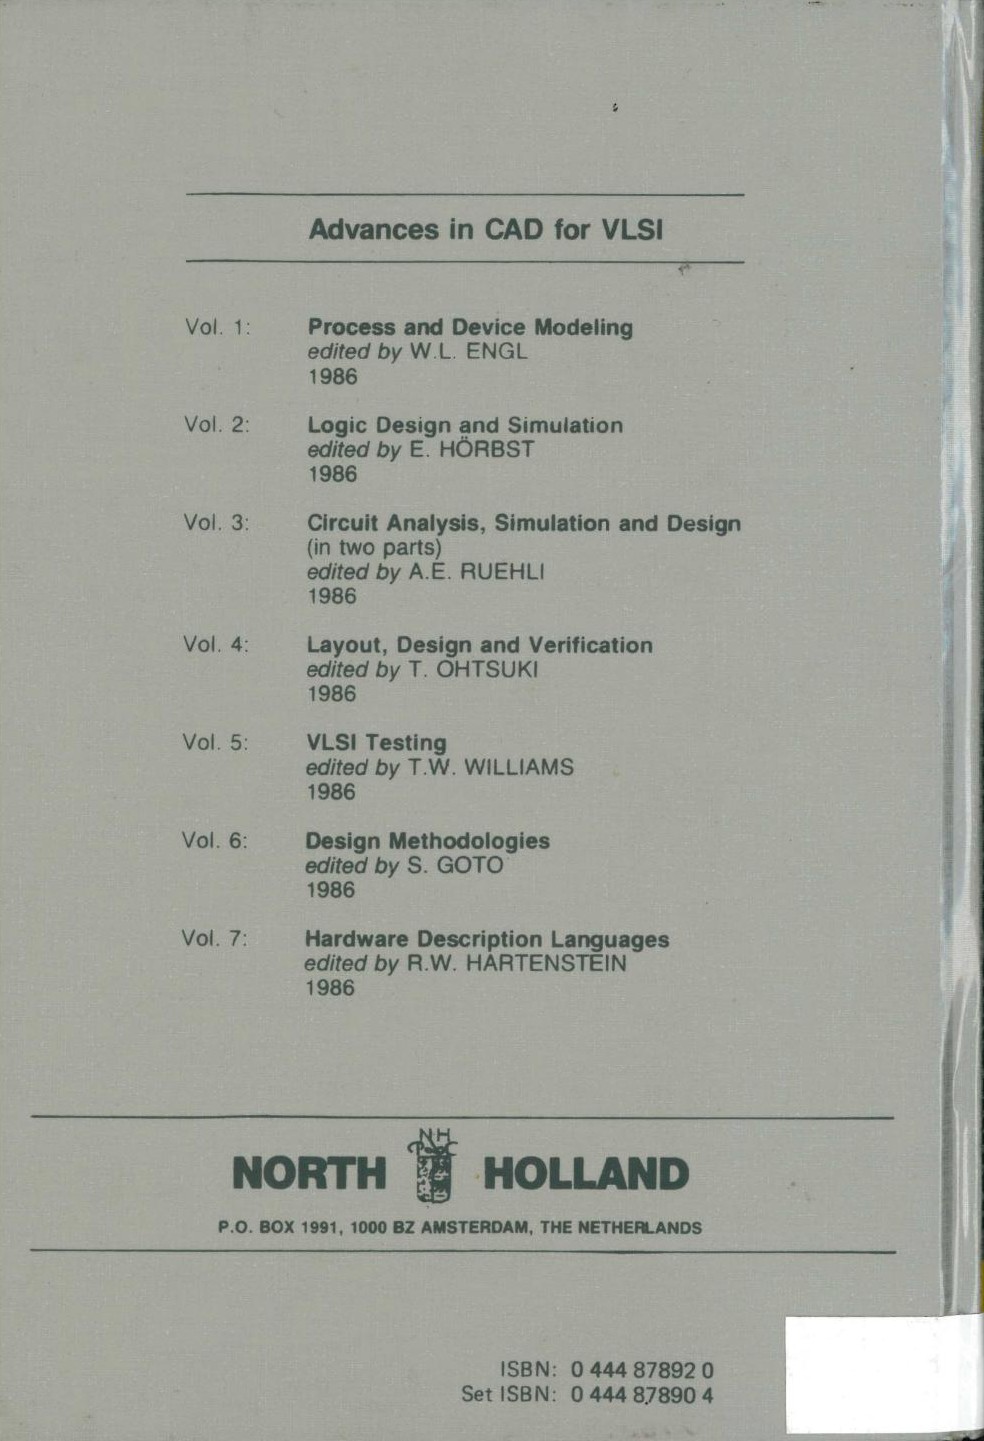 Advances in CAD for VLSI
Vol. 1: Process and Device Modeling
edited by W.L. ENGL
1986
Vol. 2: Logic Design and Simulation
edited by E. HÖRBST
1986
Vol. 3: Circuit Analysis, Simulation and Design
(in two parts)
edited by A.E. RUEHLI
1986
Vol. 4: Layout, Design and Verification
edited by T. OHTSUKI
1986
Vol. 5: VLSI Testing
edited by T.W. WILLIAMS
1986
Vol. 6: Design Methodologies
edited by S. GOTO
1986
Vol. 7: Hardware Description Languages
edited by R.W. HARTENSTEIN
1986
NH
NORTH HOLLAND
P.O. BOX 1991, 1000 BZ AMSTERDAM, THE NETHERLANDS
ISBN: 0 444 87892 0
Set ISBN: 0 444 87890 4